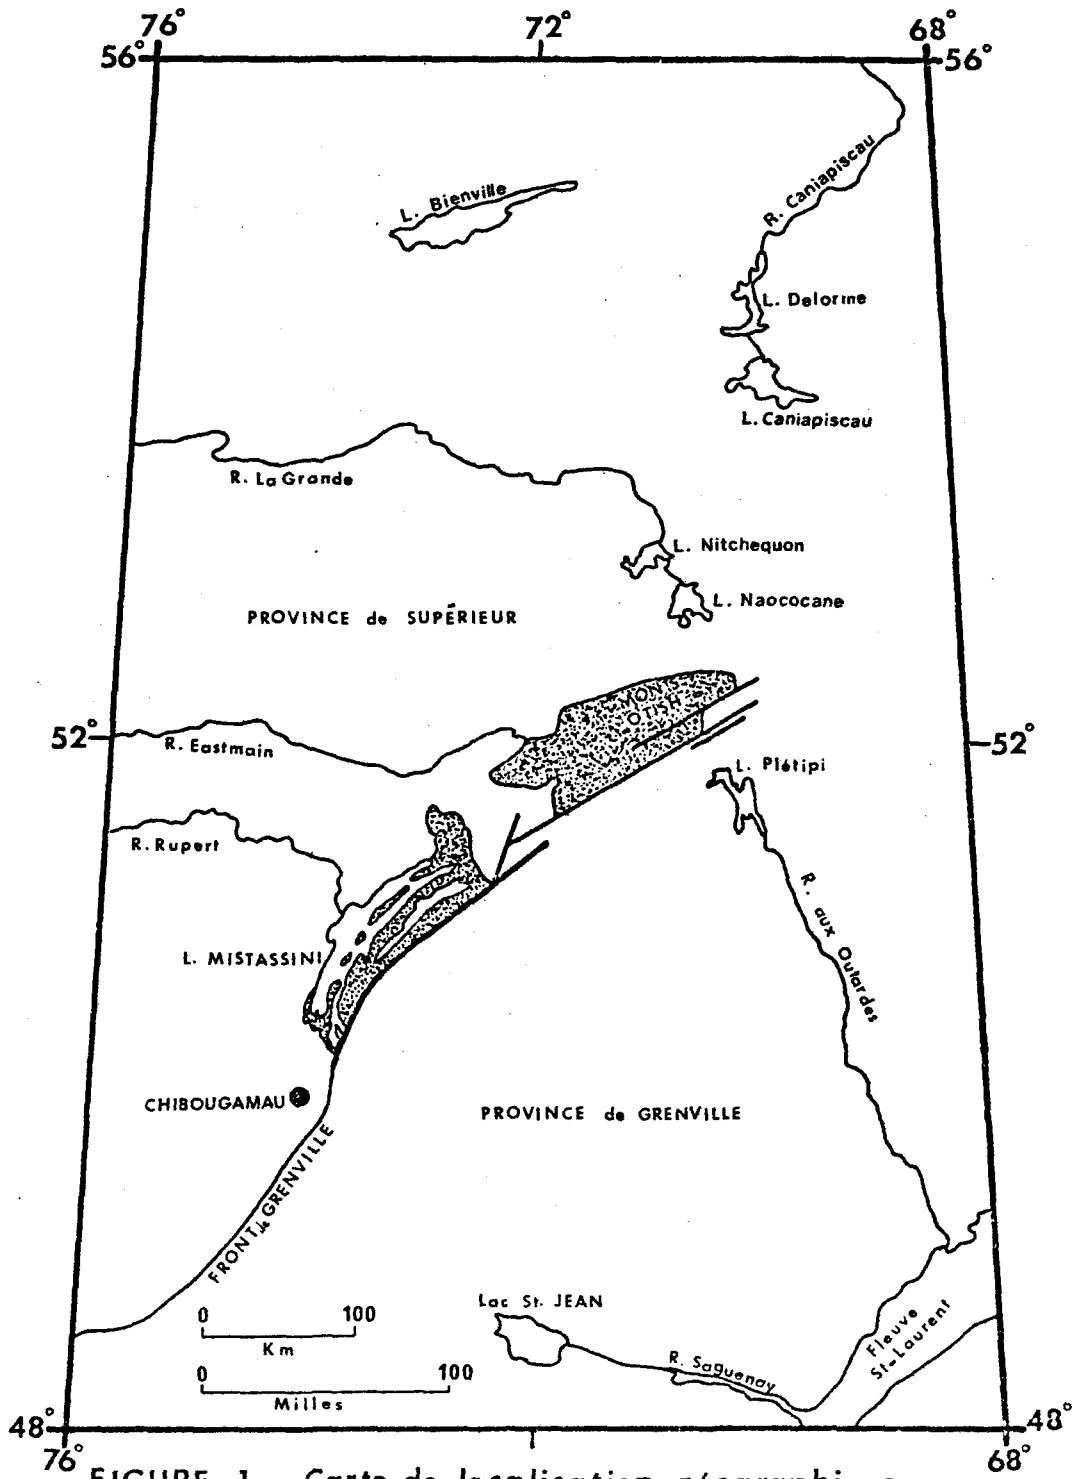 76° 72° 68°
56° 56°
L. Bienville
R. Caniapiscau
L. Delorme
L. Caniapiscau
R. La Grande
L. Nitchequon
L. Naococane
PROVINCE de SUPÉRIEUR
MONTS
OTISH
52° 52°
R. Eastmain
L. Plétipi
R. Rupert
R. aux Outardes
L. MISTASSINI
CHIBOUGAMAU
PROVINCE de GRENVILLE
FRONT de GRENVILLE
Lac St. JEAN
0 100
Km
Fleuve
St-Laurent
R. Saguenay
0 100
Milles
48° 48°
76° 68°
FIGURE 1 Carte de localisation